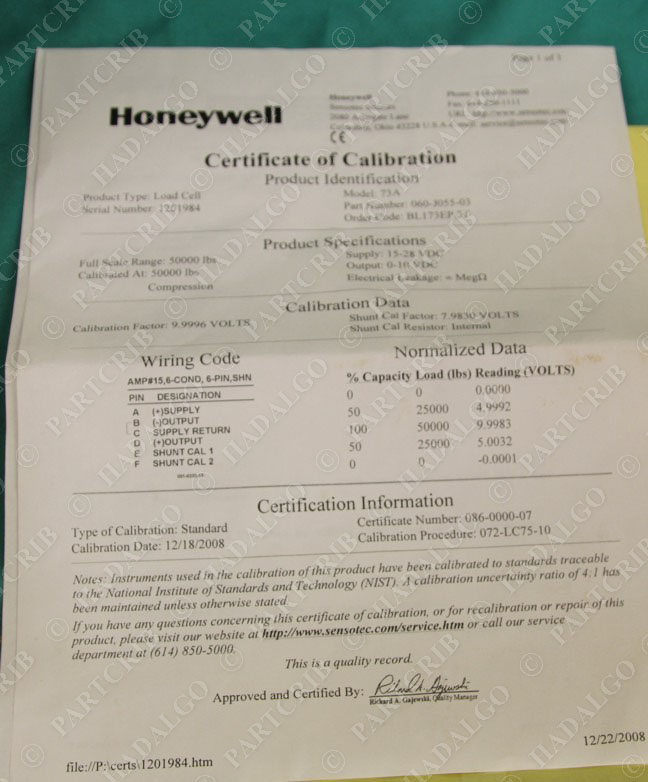 Page 1 of 3
Honeywell
Honeywell
Sensotec Sensors
Columbus, Ohio 43228 U.S.A.
CE
Certificate of Calibration
Product Identification
Product Type: Load Cell
Model: 73A
Serial Number: 1201984
Part Number: 060-J055-03
Order Code:
Product Specifications
Full Scale Range: 50000 lbs
Supply: 15-28 VDC
Calibrated At: 50000 lbs
Output: 0-10 VDC
Compression
Electrical Leakage: ∞ MegΩ
Calibration Data
Calibration Factor: 9.9996 VOLTS
Shunt Cal Factor: 7.9830 VOLTS
Shunt Cal Resistor: Internal
Wiring Code
AMP#15,6-COND, 6-PIN,SHN
PIN DESIGNATION
A (+)SUPPLY
B (-)OUTPUT
C SUPPLY RETURN
D (+)OUTPUT
E SHUNT CAL 1
F SHUNT CAL 2
Normalized Data
% Capacity Load (lbs) Reading (VOLTS)
0 0 0.0000
50 25000 4.9992
100 50000 9.9983
50 25000 5.0032
0 0 -0.0001
Certification Information
Type of Calibration: Standard
Certificate Number: 086-0000-07
Calibration Date: 12/18/2008
Calibration Procedure: 072-LC75-10
Notes: Instruments used in the calibration of this product have been calibrated to standards traceable
to the National Institute of Standards and Technology (NIST). A calibration uncertainty ratio of 4:1 has
been maintained unless otherwise stated.
If you have any questions concerning this certificate of calibration, or for recalibration or repair of this
product, please visit our website at http://www.sensotec.com/service.htm or call our service
department at (614) 850-5000.
This is a quality record.
Approved and Certified By: Richard A. Gajewski
Richard A. Gajewski, Quality Manager
file://P:\certs\1201984.htm
12/22/2008
© PARTCRIB
© HADALGO